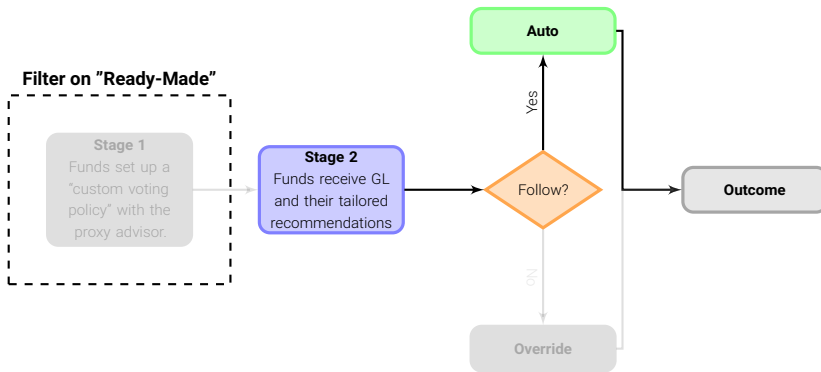 Filter on ”Ready-Made”
Stage 1
Funds set up a
“custom voting
policy” with the
proxy advisor.
Stage 2
Funds receive GL
and their tailored
recommendations
Auto
Yes
Follow?
No
Override
Outcome